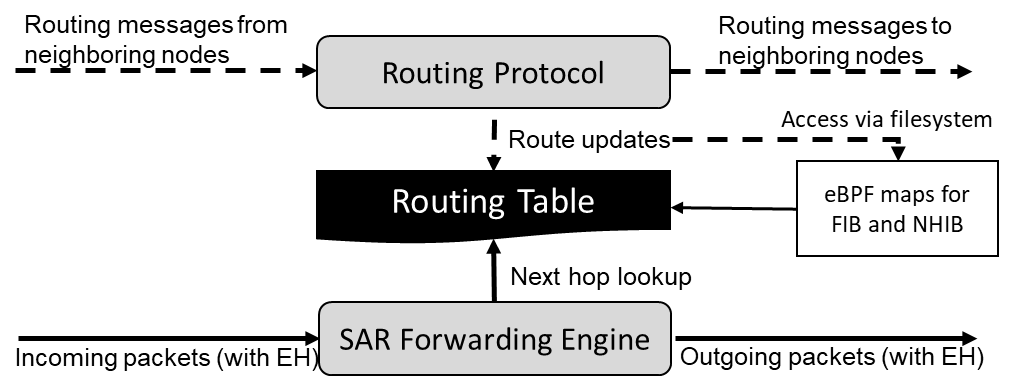 Routing messages from
neighboring nodes
Routing Protocol
Routing messages to
neighboring nodes
Route updates
Access via filesystem
Routing Table
eBPF maps for
FIB and NHIB
Next hop lookup
SAR Forwarding Engine
Incoming packets (with EH)
Outgoing packets (with EH)